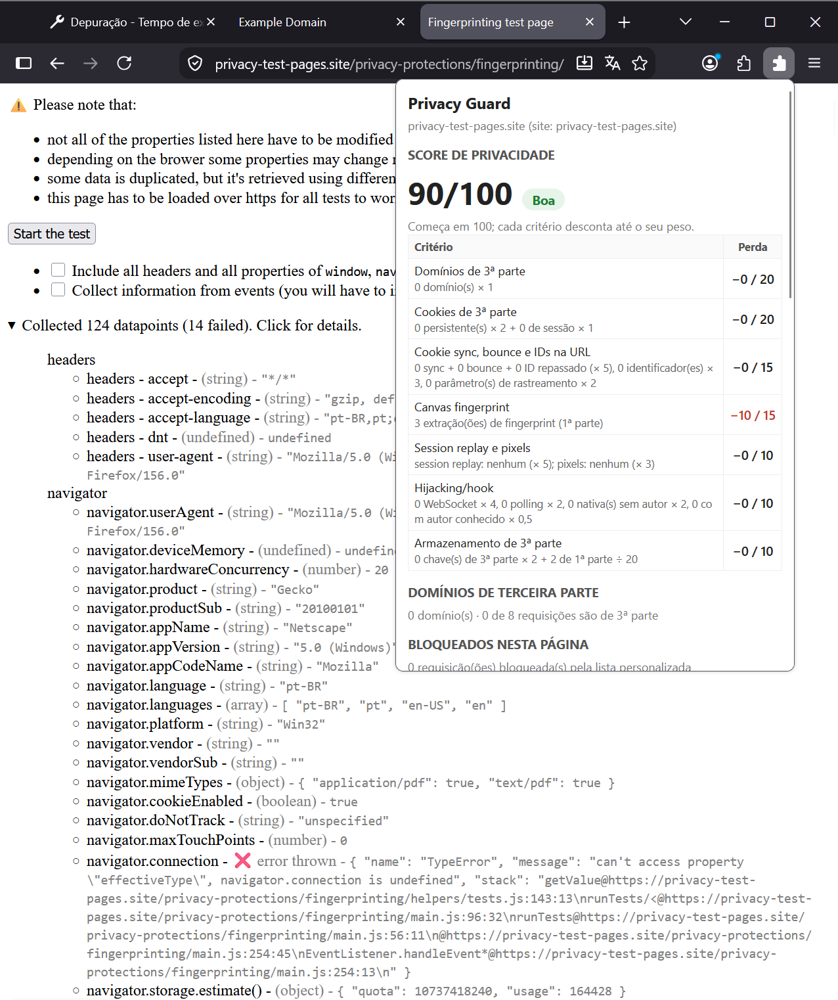 Depuração - Tempo de ex
Example Domain
Fingerprinting test page
privacy-test-pages.site/privacy-protections/fingerprinting/
Please note that:
not all of the properties listed here have to be modified
depending on the brower some properties may change
some data is duplicated, but it's retrieved using differen
this page has to be loaded over https for all tests to wor
Start the test
Include all headers and all properties of window, nav
Collect information from events (you will have to i
▼ Collected 124 datapoints (14 failed). Click for details.
headers
headers - accept - (string) - "*/*"
headers - accept-encoding - (string) - "gzip, def
headers - accept-language - (string) - "pt-BR,pt;
headers - dnt - (undefined) - undefined
headers - user-agent - (string) - "Mozilla/5.0 (Wi
Firefox/156.0"
navigator
navigator.userAgent - (string) - "Mozilla/5.0 (Wi
Firefox/156.0"
navigator.deviceMemory - (undefined) - undefine
navigator.hardwareConcurrency - (number) - 20
navigator.product - (string) - "Gecko"
navigator.productSub - (string) - "20100101"
navigator.appName - (string) - "Netscape"
navigator.appVersion - (string) - "5.0 (Windows)"
navigator.appCodeName - (string) - "Mozilla"
navigator.language - (string) - "pt-BR"
navigator.languages - (array) - [ "pt-BR", "pt", "en-US", "en" ]
navigator.platform - (string) - "Win32"
navigator.vendor - (string) - ""
navigator.vendorSub - (string) - ""
navigator.mimeTypes - (object) - { "application/pdf": true, "text/pdf": true }
navigator.cookieEnabled - (boolean) - true
navigator.doNotTrack - (string) - "unspecified"
navigator.maxTouchPoints - (number) - 0
navigator.connection - ❌ error thrown - { "name": "TypeError", "message": "can't access property
\"effectiveType\", navigator.connection is undefined", "stack": "getValue@https://privacy-test-
pages.site/privacy-protections/fingerprinting/helpers/tests.js:143:13\nrunTests/<@https://privacy-test-
pages.site/privacy-protections/fingerprinting/main.js:96:32\nrunTests@https://privacy-test-pages.site/
privacy-protections/fingerprinting/main.js:56:11\n@https://privacy-test-pages.site/privacy-protections/
fingerprinting/main.js:254:45\nEventListener.handleEvent*@https://privacy-test-pages.site/privacy-
protections/fingerprinting/main.js:254:13\n" }
navigator.storage.estimate() - (object) - { "quota": 10737418240, "usage": 164428 }
Privacy Guard
privacy-test-pages.site (site: privacy-test-pages.site)
SCORE DE PRIVACIDADE
90/100 Boa
Começa em 100; cada critério desconta até o seu peso.
Critério Perda
Domínios de 3ª parte
0 domínio(s) × 1
−0 / 20
Cookies de 3ª parte
0 persistente(s) × 2 + 0 de sessão × 1
−0 / 20
Cookie sync, bounce e IDs na URL
0 sync + 0 bounce + 0 ID repassado (× 5), 0 identificador(es) ×
3, 0 parâmetro(s) de rastreamento × 2
−0 / 15
Canvas fingerprint
3 extração(ões) de fingerprint (1ª parte)
−10 / 15
Session replay e pixels
session replay: nenhum (× 5); pixels: nenhum (× 3)
−0 / 10
Hijacking/hook
0 WebSocket × 4, 0 polling × 2, 0 nativa(s) sem autor × 2, 0 co
m autor conhecido × 0,5
−0 / 10
Armazenamento de 3ª parte
0 chave(s) de 3ª parte × 2 + 2 de 1ª parte ÷ 20
−0 / 10
DOMÍNIOS DE TERCEIRA PARTE
0 domínio(s) · 0 de 8 requisições são de 3ª parte
BLOQUEADOS NESTA PÁGINA
0 requisição(ões) bloqueada(s) pela lista personalizada